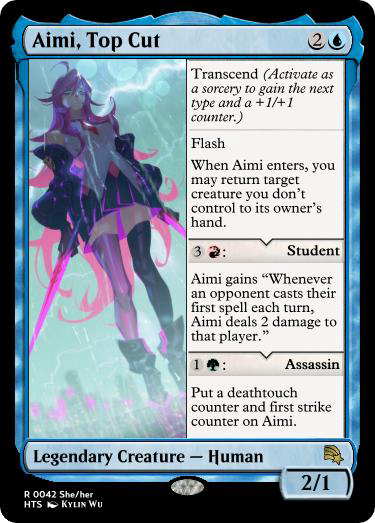 Aimi, Top Cut 2
Transcend (Activate as
a sorcery to gain the next
type and a +1/+1
counter.)
Flash
When Aimi enters, you
may return target
creature you don't
control to its owner's
hand.
3 : Student
Aimi gains “Whenever
an opponent casts their
first spell each turn,
Aimi deals 2 damage to
that player.”
1 : Assassin
Put a deathtouch
counter and first strike
counter on Aimi.
Legendary Creature — Human
2/1
R 0042 She/her
HTS Kylin Wu